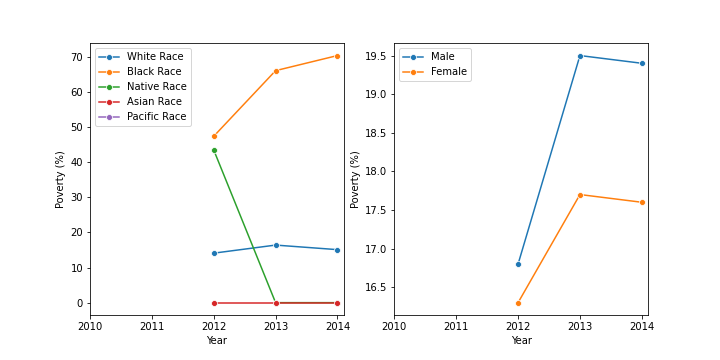 White Race
Black Race
Native Race
Asian Race
Pacific Race
Poverty (%)
70
60
50
40
30
20
10
0
2010 2011 2012 2013 2014
Year
Male
Female
Poverty (%)
19.5
19.0
18.5
18.0
17.5
17.0
16.5
2010 2011 2012 2013 2014
Year